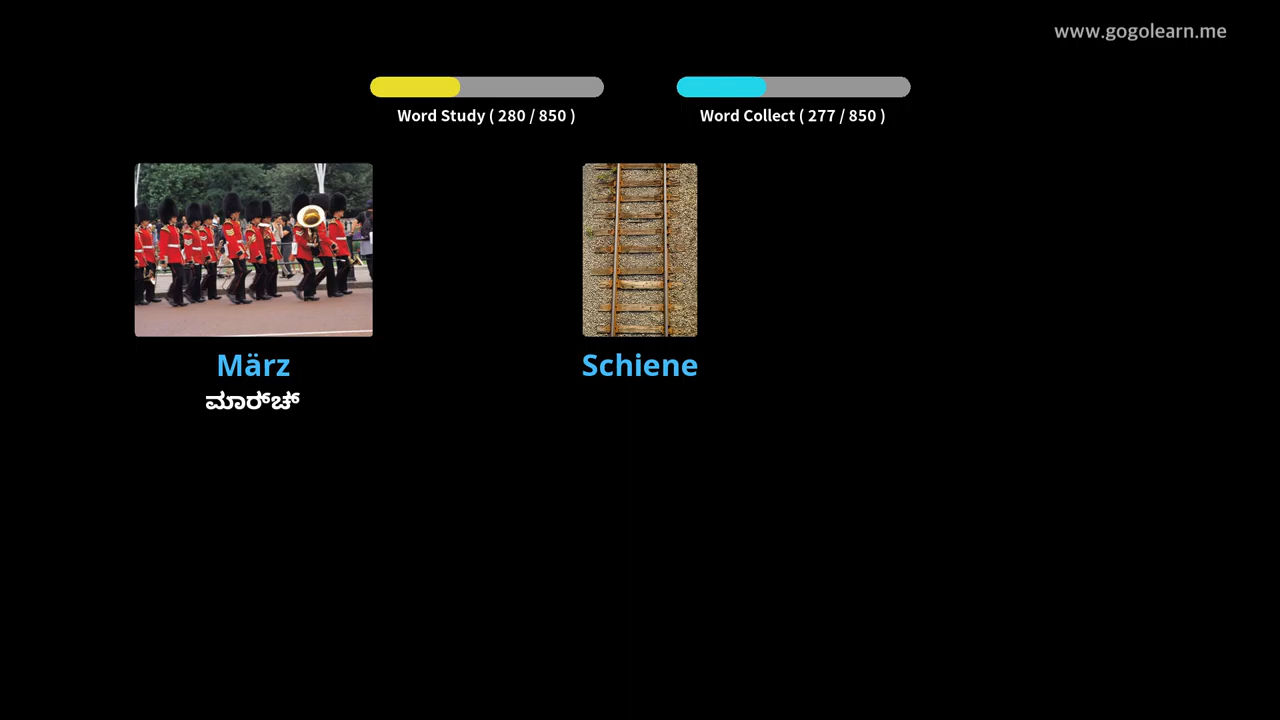 www.gogolearn.me
Word Study ( 280 / 850 )
Word Collect ( 277 / 850 )
März
Schiene
ಮಾರ್ಚ್